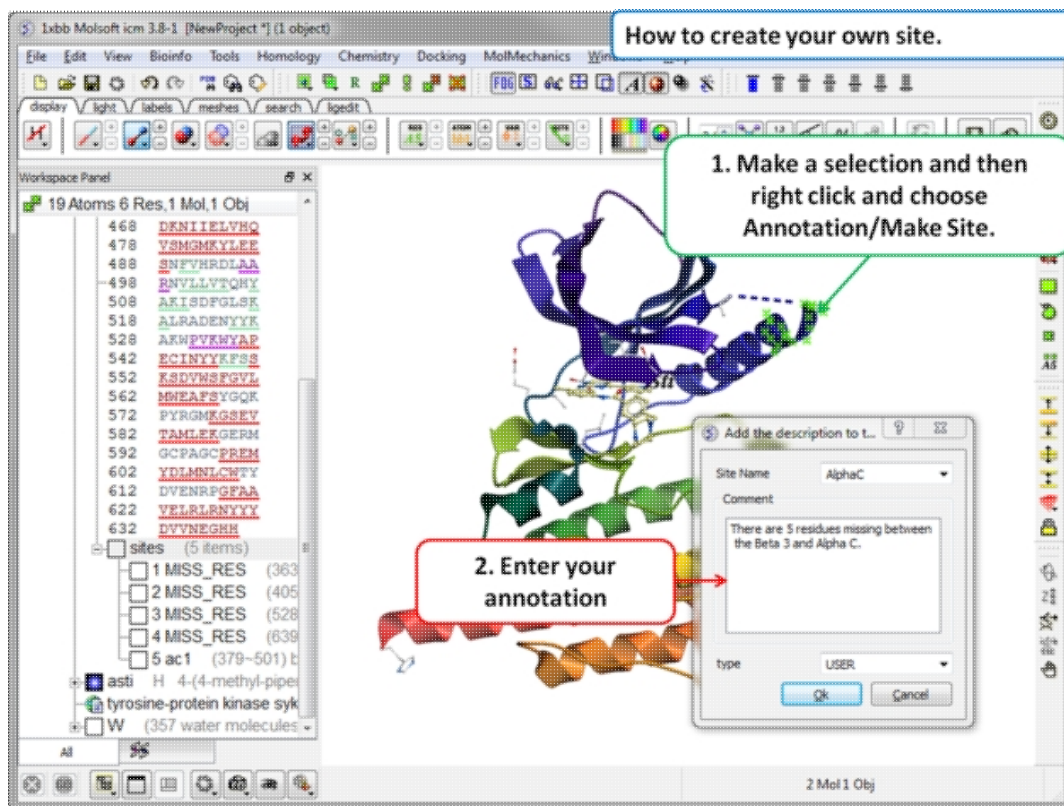 1xbb Molsoft icm 3.8-1 [NewProject *] (1 object)
How to create your own site.
File Edit View Bioinfo Tools Homology Chemistry Docking MolMechanics
display light labels meshes search ligedit
1. Make a selection and then
right click and choose
Annotation/Make Site.
Workspace Panel
19 Atoms 6 Res,1 Mol,1 Obj
468 DKNIIELVHQ
478 VSMGMKYLEE
488 SNFVHRDLAA
498 RNVLLVTQHY
508 AKISDFGLSK
518 ALRADENYYK
528 AKWPVKWYAP
542 ECINYYKFSS
552 KSDVWSFGVL
562 MWEAFSYGQK
572 PYRGMKGSEV
582 TAMLEKGERM
592 GCPAGCPREM
602 YDLMNLCWTY
612 DVENRPGFAA
622 VELRLRNYYY
632 DVVNEGHH
sites (5 items)
1 MISS_RES (363
2 MISS_RES (405
3 MISS_RES (528
4 MISS_RES (639
5 ac1 (379~501) b
asti H 4-(4-methyl-piper
tyrosine-protein kinase syk
W (357 water molecules
All
Add the description to t...
Site Name AlphaC
Comment
There are 5 residues missing between
the Beta 3 and Alpha C.
2. Enter your
annotation
type USER
Ok Cancel
2 Mol 1 Obj